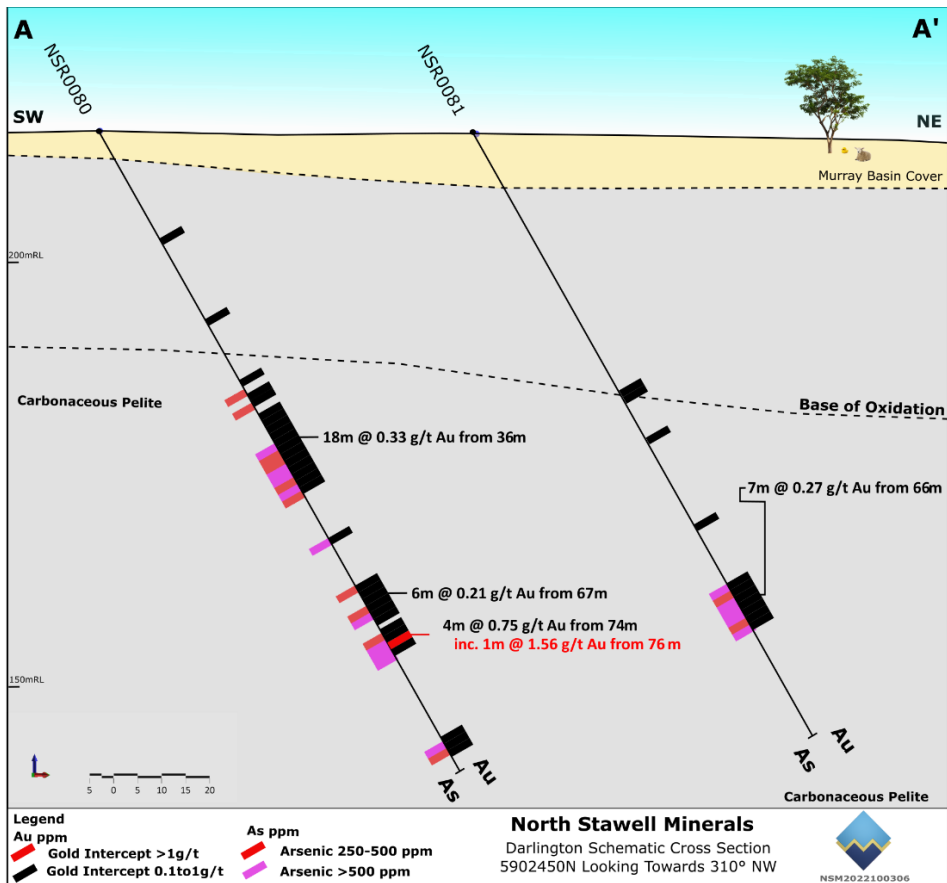 A
A'
NSR0080
NSR0081
SW
NE
Murray Basin Cover
200mRL
Base of Oxidation
Carbonaceous Pelite
18m @ 0.33 g/t Au from 36m
7m @ 0.27 g/t Au from 66m
6m @ 0.21 g/t Au from 67m
4m @ 0.75 g/t Au from 74m
inc. 1m @ 1.56 g/t Au from 76 m
150mRL
Au
As
Au
As
5 0 5 10 15 20
Carbonaceous Pelite
Legend
Au ppm
Gold Intercept >1g/t
Gold Intercept 0.1to1g/t
As ppm
Arsenic 250-500 ppm
Arsenic >500 ppm
North Stawell Minerals
Darlington Schematic Cross Section
5902450N Looking Towards 310° NW
NSM2022100306